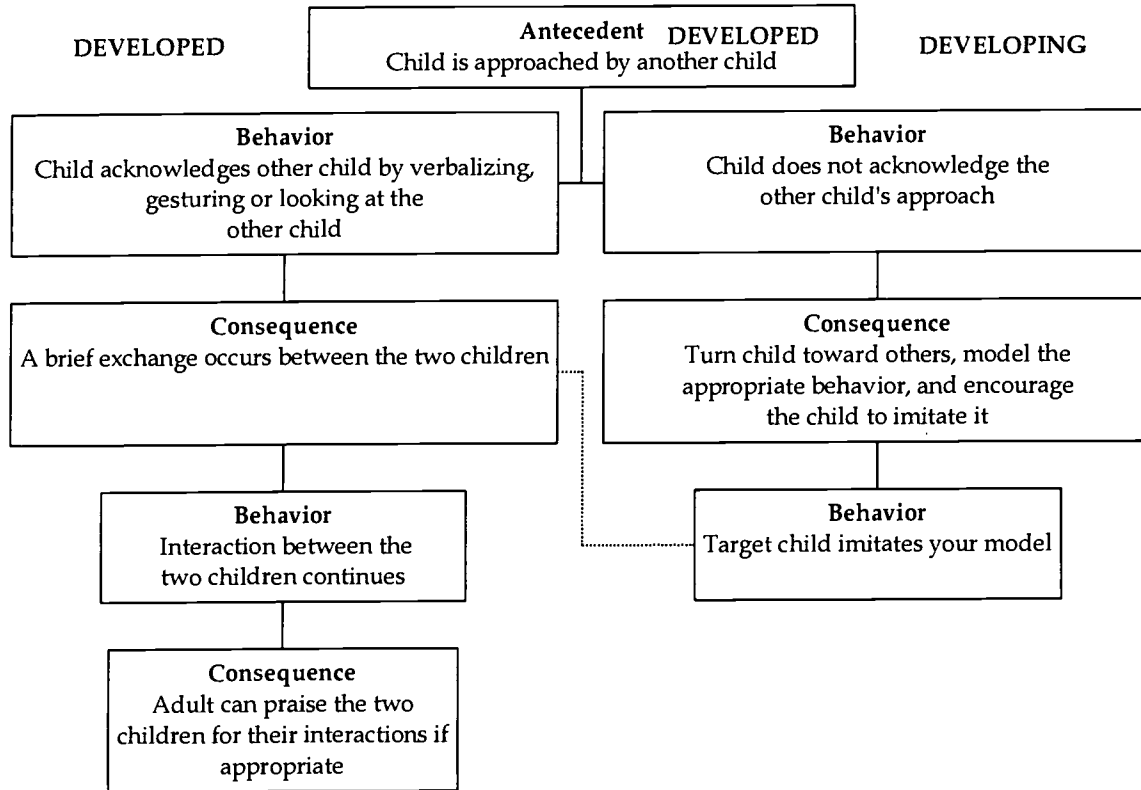 DEVELOPED
Antecedent DEVELOPED
Child is approached by another child
DEVELOPING
Behavior
Child acknowledges other child by verbalizing,
gesturing or looking at the
other child
Behavior
Child does not acknowledge the
other child's approach
Consequence
A brief exchange occurs between the two children
Consequence
Turn child toward others, model the
appropriate behavior, and encourage
the child to imitate it
Behavior
Interaction between the
two children continues
Behavior
Target child imitates your model
Consequence
Adult can praise the two
children for their interactions if
appropriate